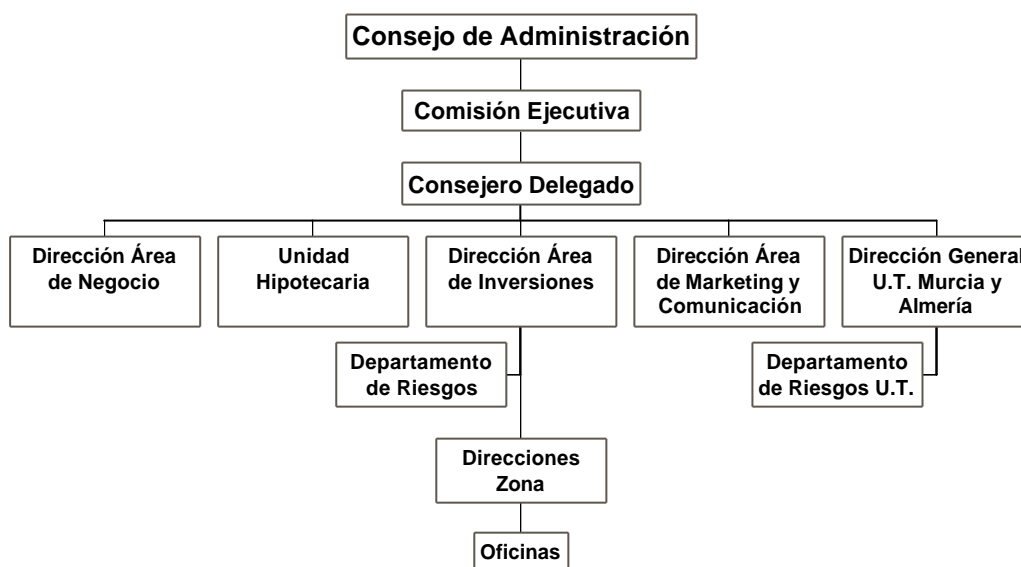 Consejo de Administración
Comisión Ejecutiva
Consejero Delegado
Dirección Área
de Negocio
Unidad
Hipotecaria
Dirección Área
de Inversiones
Dirección Área
de Marketing y
Comunicación
Dirección General
U.T. Murcia y
Almería
Departamento
de Riesgos
Departamento
de Riesgos U.T.
Direcciones
Zona
Oficinas